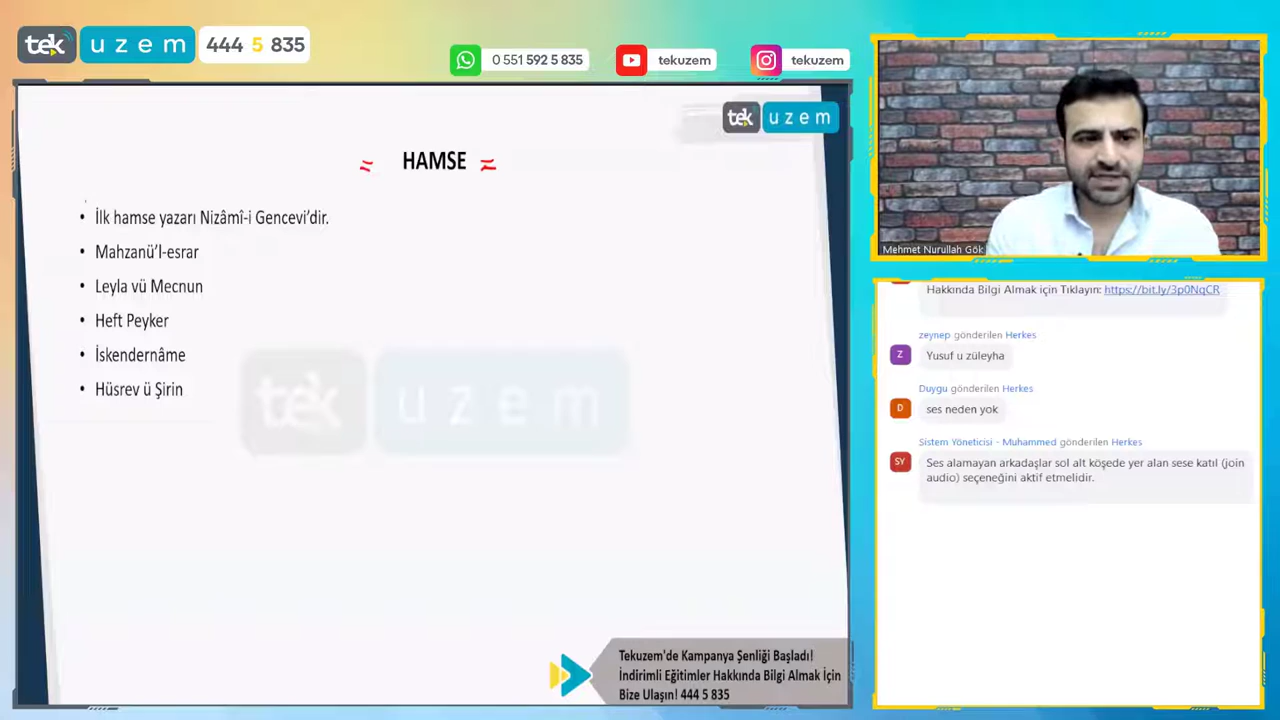 tek uzem 444 5 835
0 551 592 5 835
tekuzem
tekuzem
tek uzem
HAMSE
• İlk hamse yazarı Nizâmî-i Gencevi’dir.
• Mahzanü’l-esrar
• Leyla vü Mecnun
• Heft Peyker
• İskendernâme
• Hüsrev ü Şirin
tek uzem
Tekuzem'de Kampanya Şenliği Başladı!
İndirimli Eğitimler Hakkında Bilgi Almak İçin
Bize Ulaşın! 444 5 835
Mehmet Nurullah Gök
Hakkında Bilgi Almak için Tıklayın: https://bit.ly/3p0NqCR
zeynep gönderilen Herkes
Z
Yusuf u züleyha
Duygu gönderilen Herkes
D
ses neden yok
Sistem Yöneticisi - Muhammed gönderilen Herkes
SY
Ses alamayan arkadaşlar sol alt köşede yer alan sese katıl (join
audio) seçeneğini aktif etmelidir.